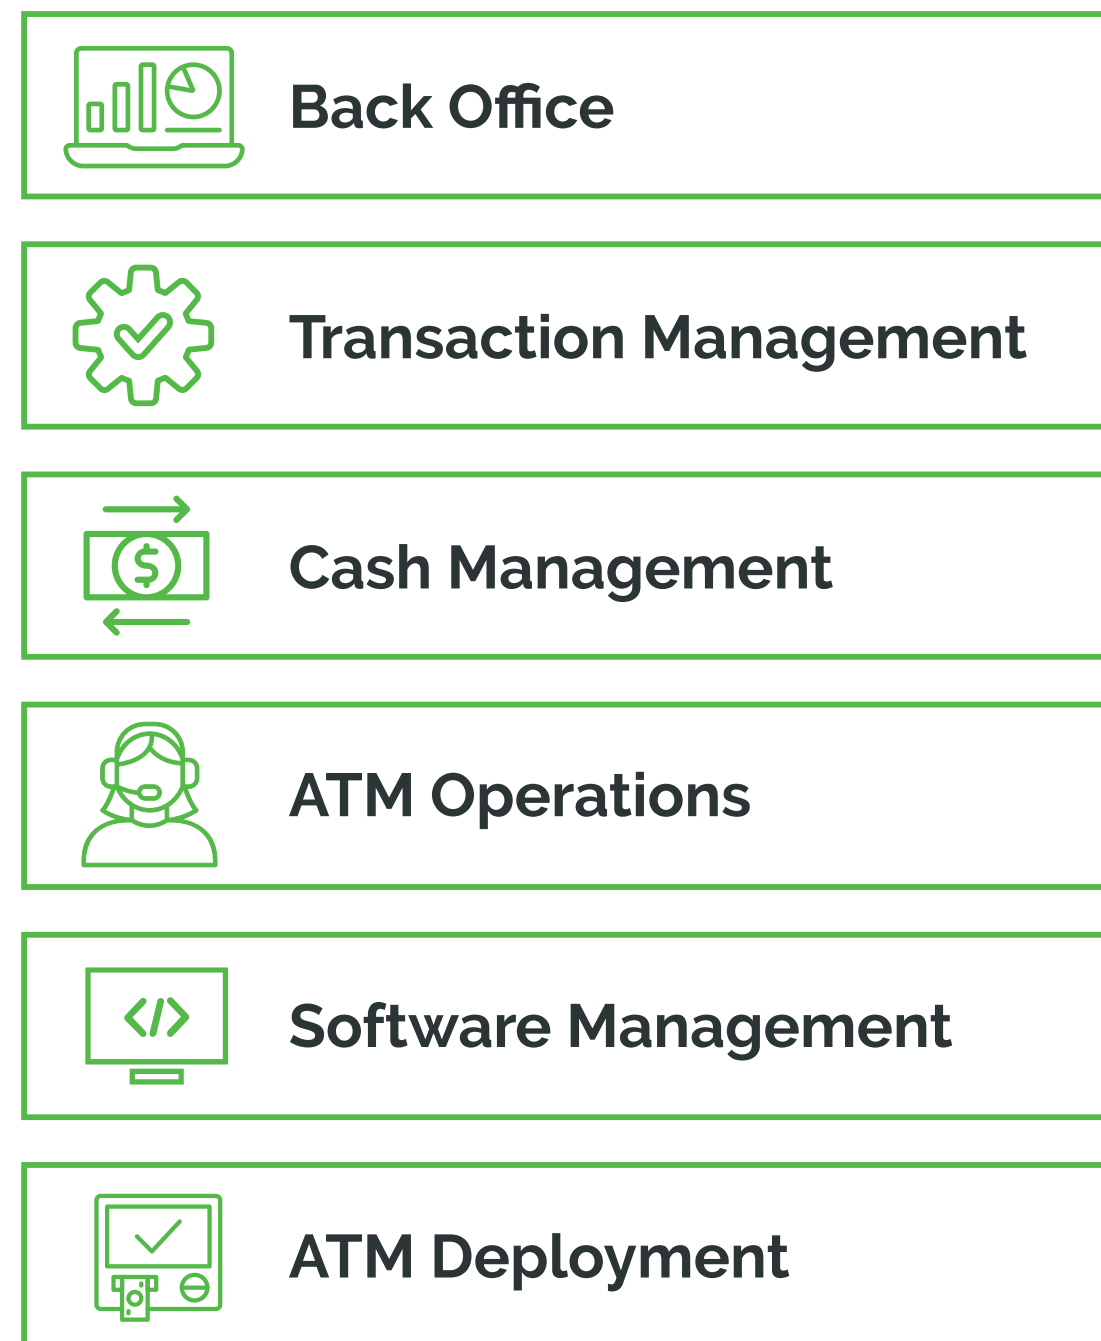 Back Office
Transaction Management
Cash Management
$
ATM Operations
</>
Software Management
ATM Deployment